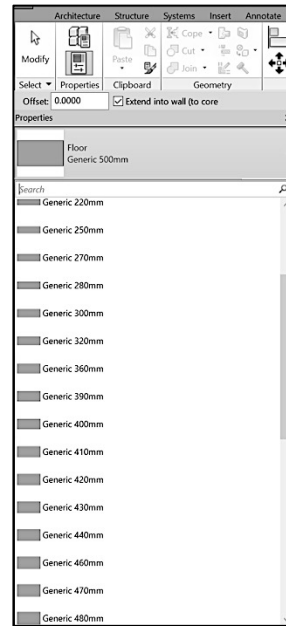 Architecture Structure Systems Insert Annotate
Modify Paste Cope
Cut
Join
Select Properties Clipboard Geometry
Offset: 0.0000 Extend into wall (to core
Properties
Floor
Generic 500mm
Search
Generic 220mm
Generic 250mm
Generic 270mm
Generic 280mm
Generic 300mm
Generic 320mm
Generic 360mm
Generic 390mm
Generic 400mm
Generic 410mm
Generic 420mm
Generic 430mm
Generic 440mm
Generic 460mm
Generic 470mm
Generic 480mm